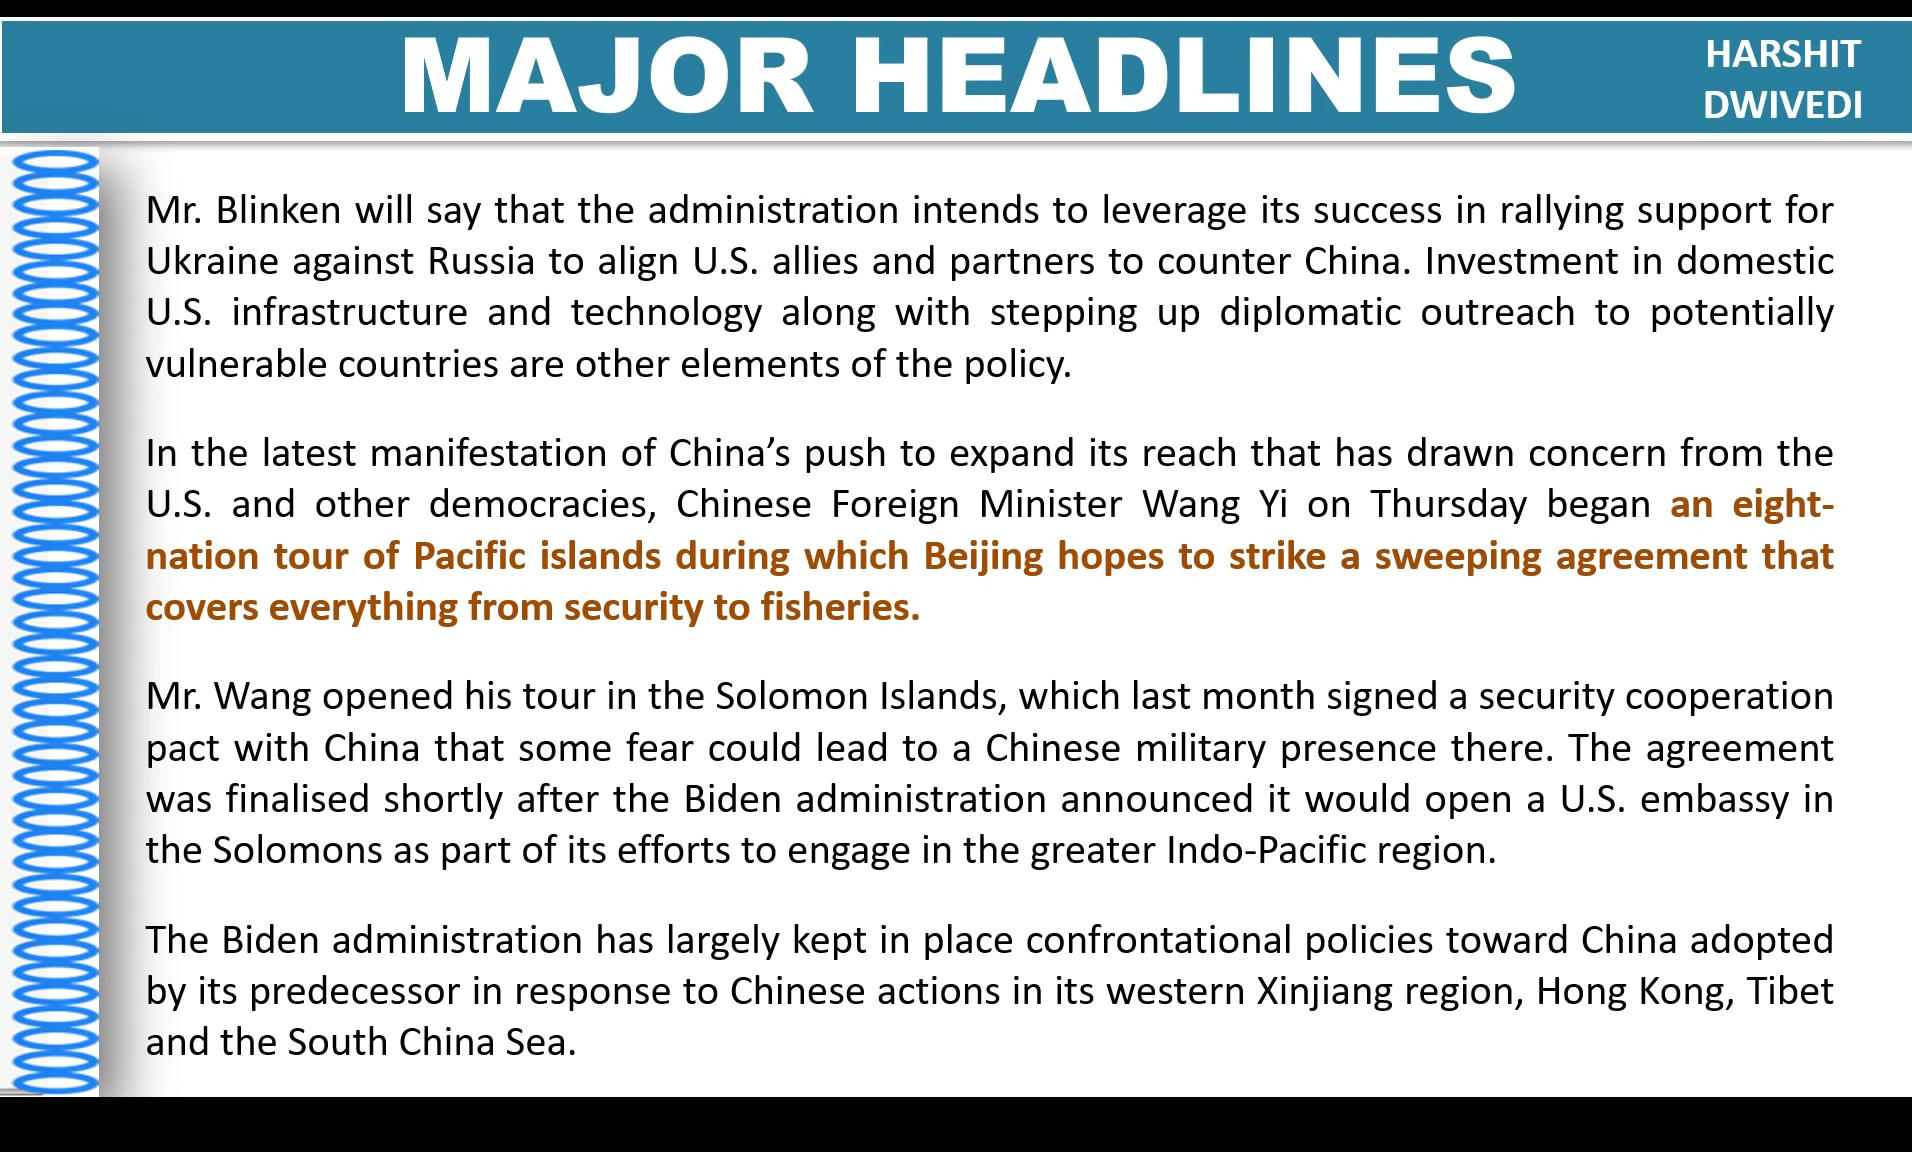 MAJOR HEADLINES
HARSHIT
DWIVEDI
Mr. Blinken will say that the administration intends to leverage its success in rallying support for
Ukraine against Russia to align U.S. allies and partners to counter China. Investment in domestic
U.S. infrastructure and technology along with stepping up diplomatic outreach to potentially
vulnerable countries are other elements of the policy.
In the latest manifestation of China’s push to expand its reach that has drawn concern from the
U.S. and other democracies, Chinese Foreign Minister Wang Yi on Thursday began an eight-
nation tour of Pacific islands during which Beijing hopes to strike a sweeping agreement that
covers everything from security to fisheries.
Mr. Wang opened his tour in the Solomon Islands, which last month signed a security cooperation
pact with China that some fear could lead to a Chinese military presence there. The agreement
was finalised shortly after the Biden administration announced it would open a U.S. embassy in
the Solomons as part of its efforts to engage in the greater Indo-Pacific region.
The Biden administration has largely kept in place confrontational policies toward China adopted
by its predecessor in response to Chinese actions in its western Xinjiang region, Hong Kong, Tibet
and the South China Sea.